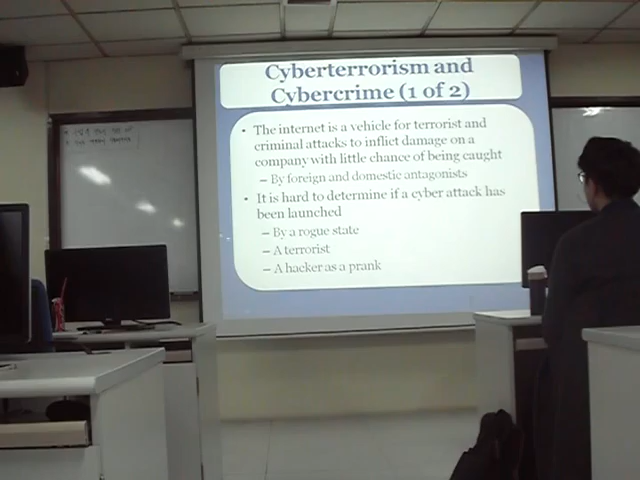 Cyberterrorism and
Cybercrime (1 of 2)
• The internet is a vehicle for terrorist and
criminal attacks to inflict damage on a
company with little chance of being caught
– By foreign and domestic antagonists
• It is hard to determine if a cyber attack has
been launched
– By a rogue state
– A terrorist
– A hacker as a prank